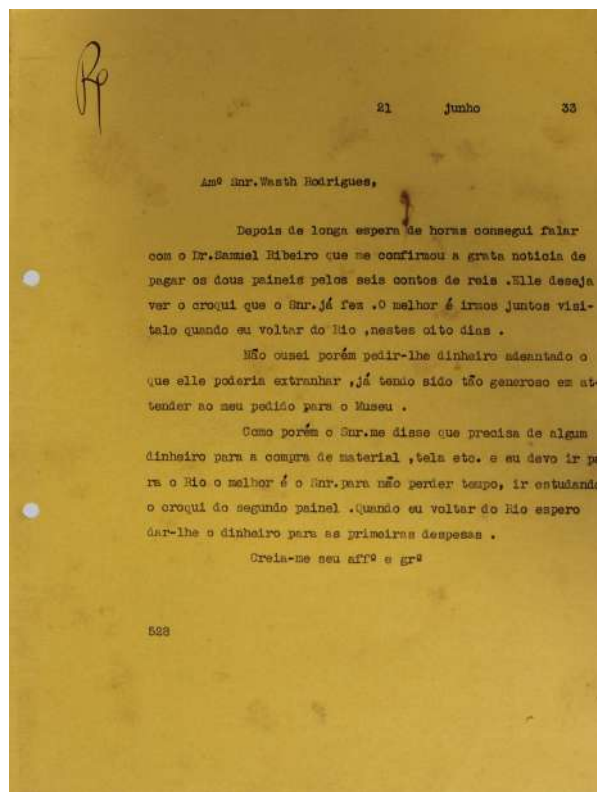 Rp
21 junho 33
Amº Snr.Wasth Rodrigues,
Depois de longa espera de horas consegui falar
com o Dr.Samuel Ribeiro que me confirmou a grata noticia de
pagar os dous paineis pelos seis contos de reis .Elle deseja
ver o croqui que o Snr.já fez .O melhor é irmos juntos visi-
talo quando eu voltar do Rio ,nestes oito dias .
Não ousei porém pedir-lhe dinheiro adeantado o
que elle poderia extranhar ,já tendo sido tão generoso em at-
tender ao meu pedido para o Museu .
Como porém o Snr.me disse que precisa de algum
dinheiro para a compra de material ,tela etc. e eu devo ir pa
ra o Rio o melhor é o Snr.para não perder tempo, ir estudando
o croqui do segundo painel .Quando eu voltar do Rio espero
dar-lhe o dinheiro para as primeiras despesas .
Creia-me seu affº e grº
528